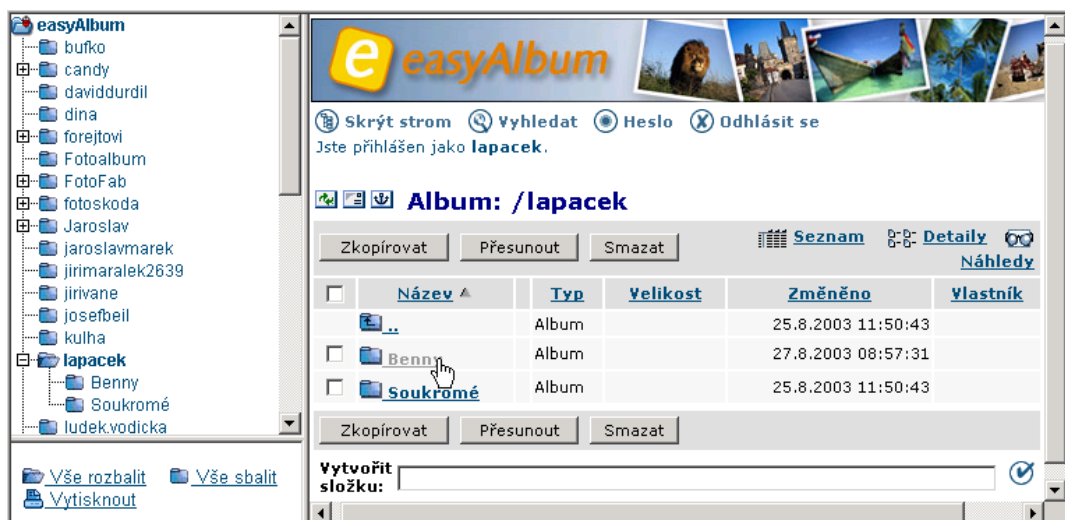 easyAlbum
bufko
candy
daviddurdil
dina
forejtovi
Fotoalbum
FotoFab
fotoskoda
Jaroslav
jaroslavmarek
jirimaralek2639
jirivane
josefbeil
kulha
lapacek
Benny
Soukromé
ludek.vodicka
Vše rozbalit Vše sbalit
Vytisknout
e easyAlbum
Skrýt strom Vyhledat Heslo Odhlásit se
Jste přihlášen jako lapacek.
Album: /lapacek
Zkopírovat Přesunout Smazat Seznam Detaily
Náhledy
Název Typ Velikost Změněno Vlastník
.. Album 25.8.2003 11:50:43
Benny Album 27.8.2003 08:57:31
Soukromé Album 25.8.2003 11:50:43
Zkopírovat Přesunout Smazat
Vytvořit
složku: